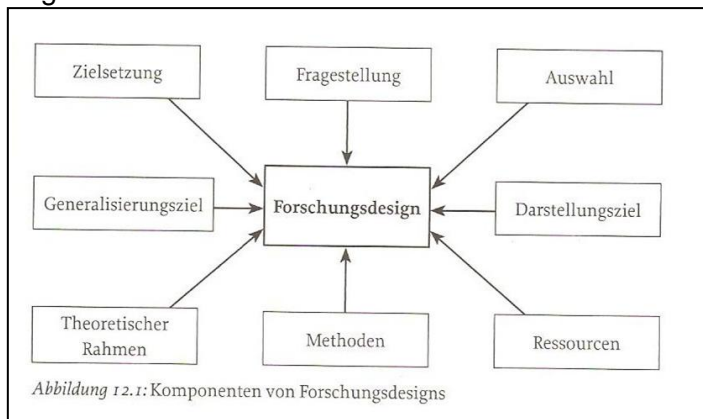 Zielsetzung
Fragestellung
Auswahl
Generalisierungsziel
Forschungsdesign
Darstellungsziel
Theoretischer
Rahmen
Methoden
Ressourcen
Abbildung 12.1: Komponenten von Forschungsdesigns